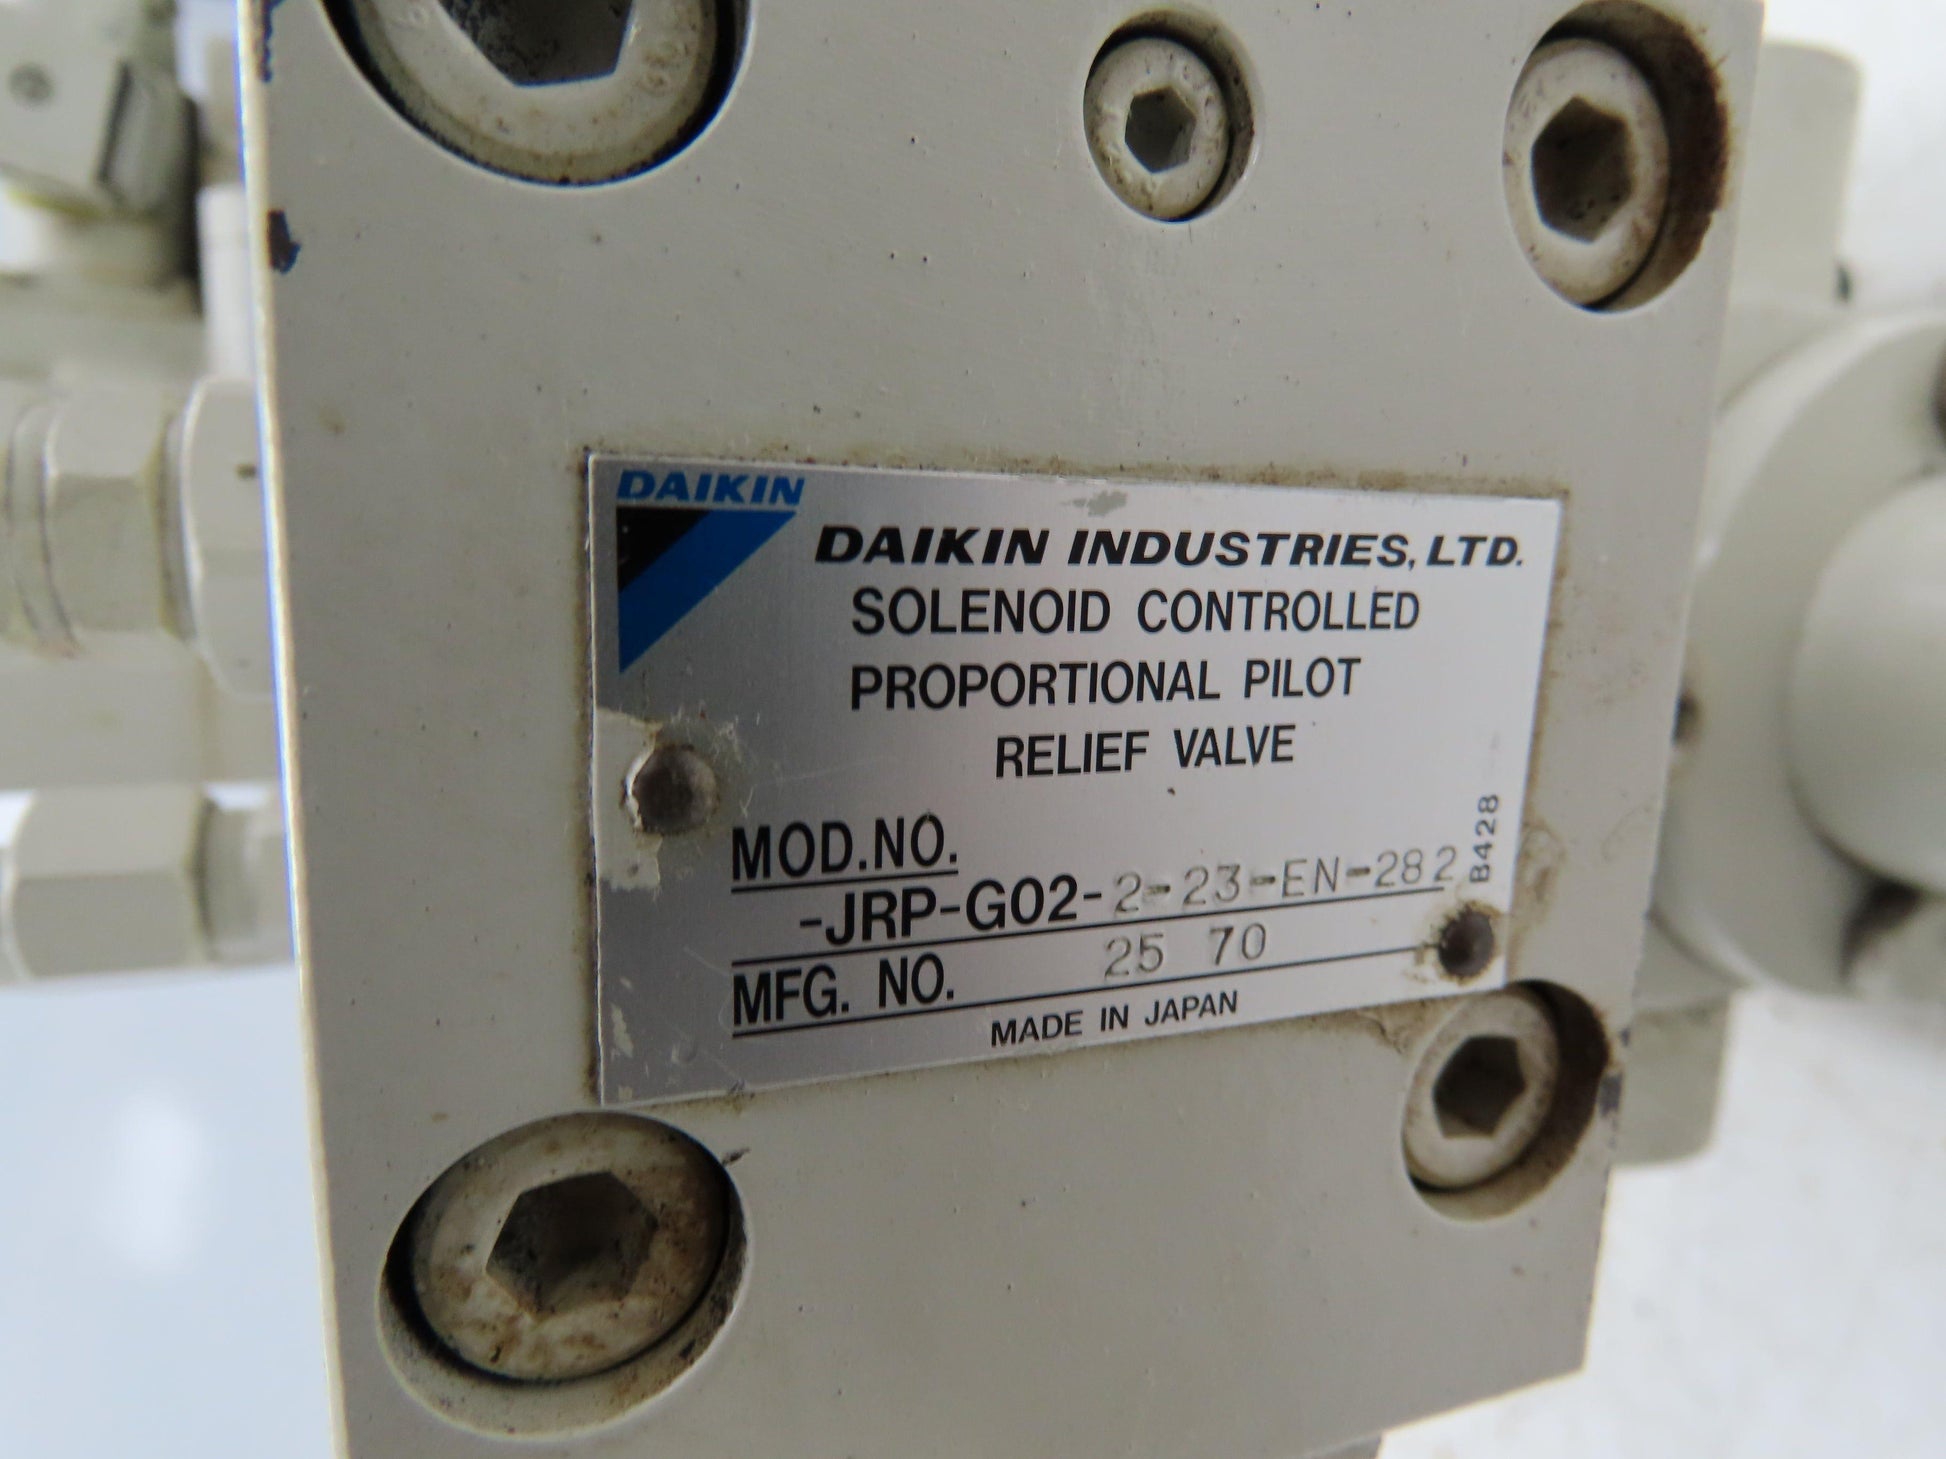 DAIKIN
DAIKIN INDUSTRIES, LTD.
SOLENOID CONTROLLED
PROPORTIONAL PILOT
RELIEF VALVE
MOD.NO.
-JRP-G02-2-23-EN-282
MFG. NO. 25 70
MADE IN JAPAN
B428